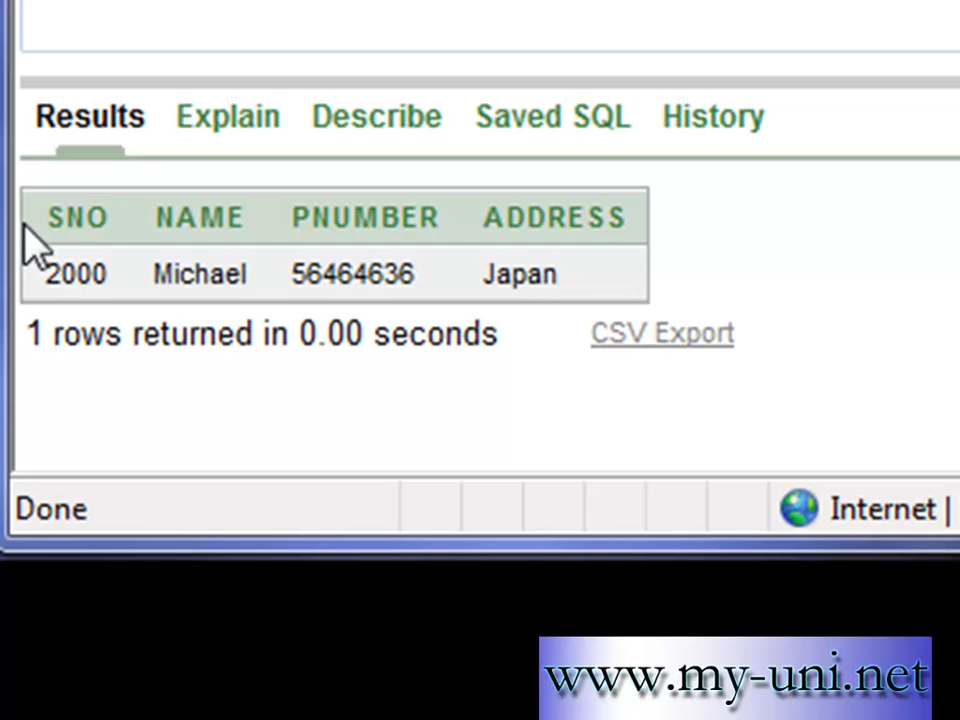 Results Explain Describe Saved SQL History
SNO NAME PNUMBER ADDRESS
2000 Michael 56464636 Japan
1 rows returned in 0.00 seconds CSV Export
Done Internet |
www.my-uni.net